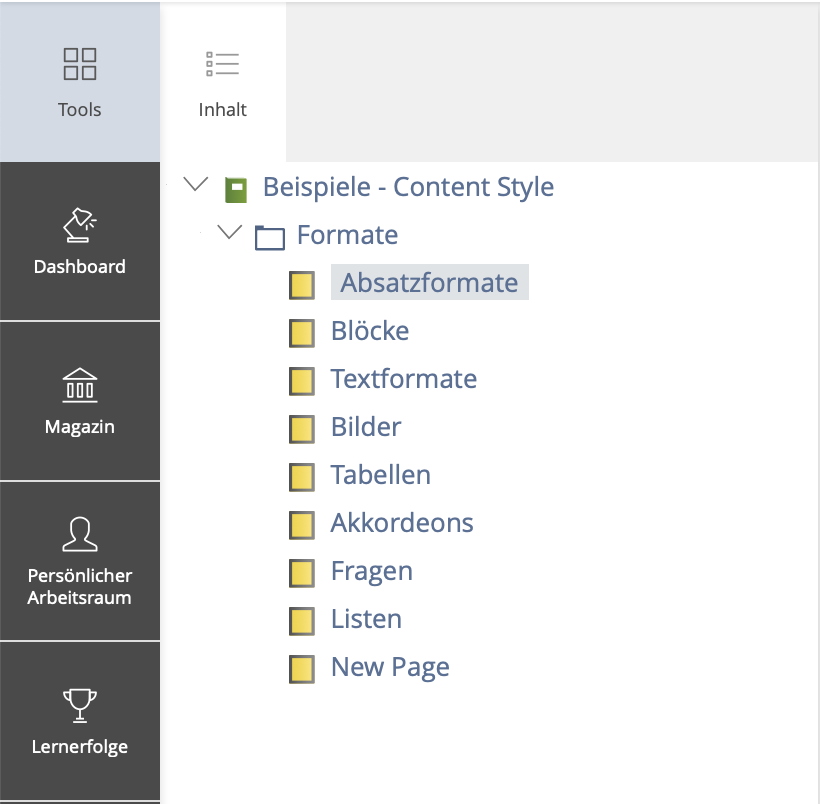 Tools
Inhalt
Dashboard
Magazin
Persönlicher
Arbeitsraum
Lernerfolge
Beispiele - Content Style
Formate
Absatzformate
Blöcke
Textformate
Bilder
Tabellen
Akkordeons
Fragen
Listen
New Page